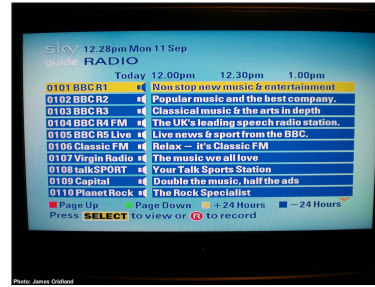 sky 12.28pm Mon 11 Sep
guide RADIO
Today 12.00pm 12.30pm 1.00pm
0101 BBC R1 Non stop new music & entertainment
0102 BBC R2 Popular music and the best company.
0103 BBC R3 Classical music & the arts in depth
0104 BBC R4 FM The UK's leading speech radio station.
0105 BBC R5 Live Live news & sport from the BBC.
0106 Classic FM Relax – it's Classic FM
0107 Virgin Radio The music we all love
0108 talkSPORT Your Talk Sports Station
0109 Capital Double the music, half the ads
0110 Planet Rock The Rock Specialist
Page Up Page Down +24 Hours -24 Hours
Press SELECT to view or R to record
Photo: James Cridland